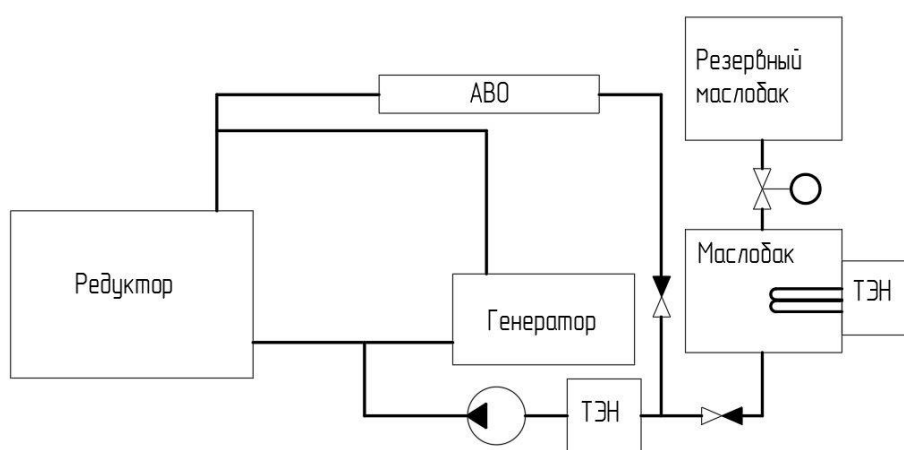 АВО
Резервный
маслобак
Редуктор
Маслобак
ТЭН
Генератор
ТЭН